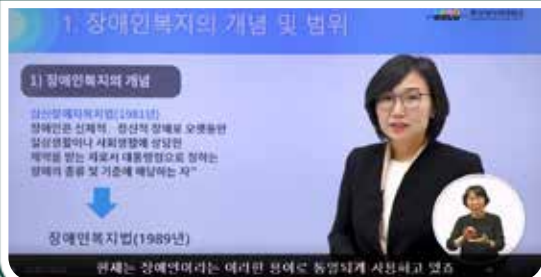 1. 장애인복지의 개념 및 범위
1) 장애인복지의 개념
심신장애자복지법(1981년)
장애인은 신체적 정신적 장애로 오랫동안
일상생활이나 사회생활에 상당한
제약을 받는 자로서 대통령령으로 정하는
장애의 종류 및 기준에 해당하는 자"
장애인복지법(1989년)
현재는 장애인이라는 이러한 용어로 통일되게 사용하고 있죠